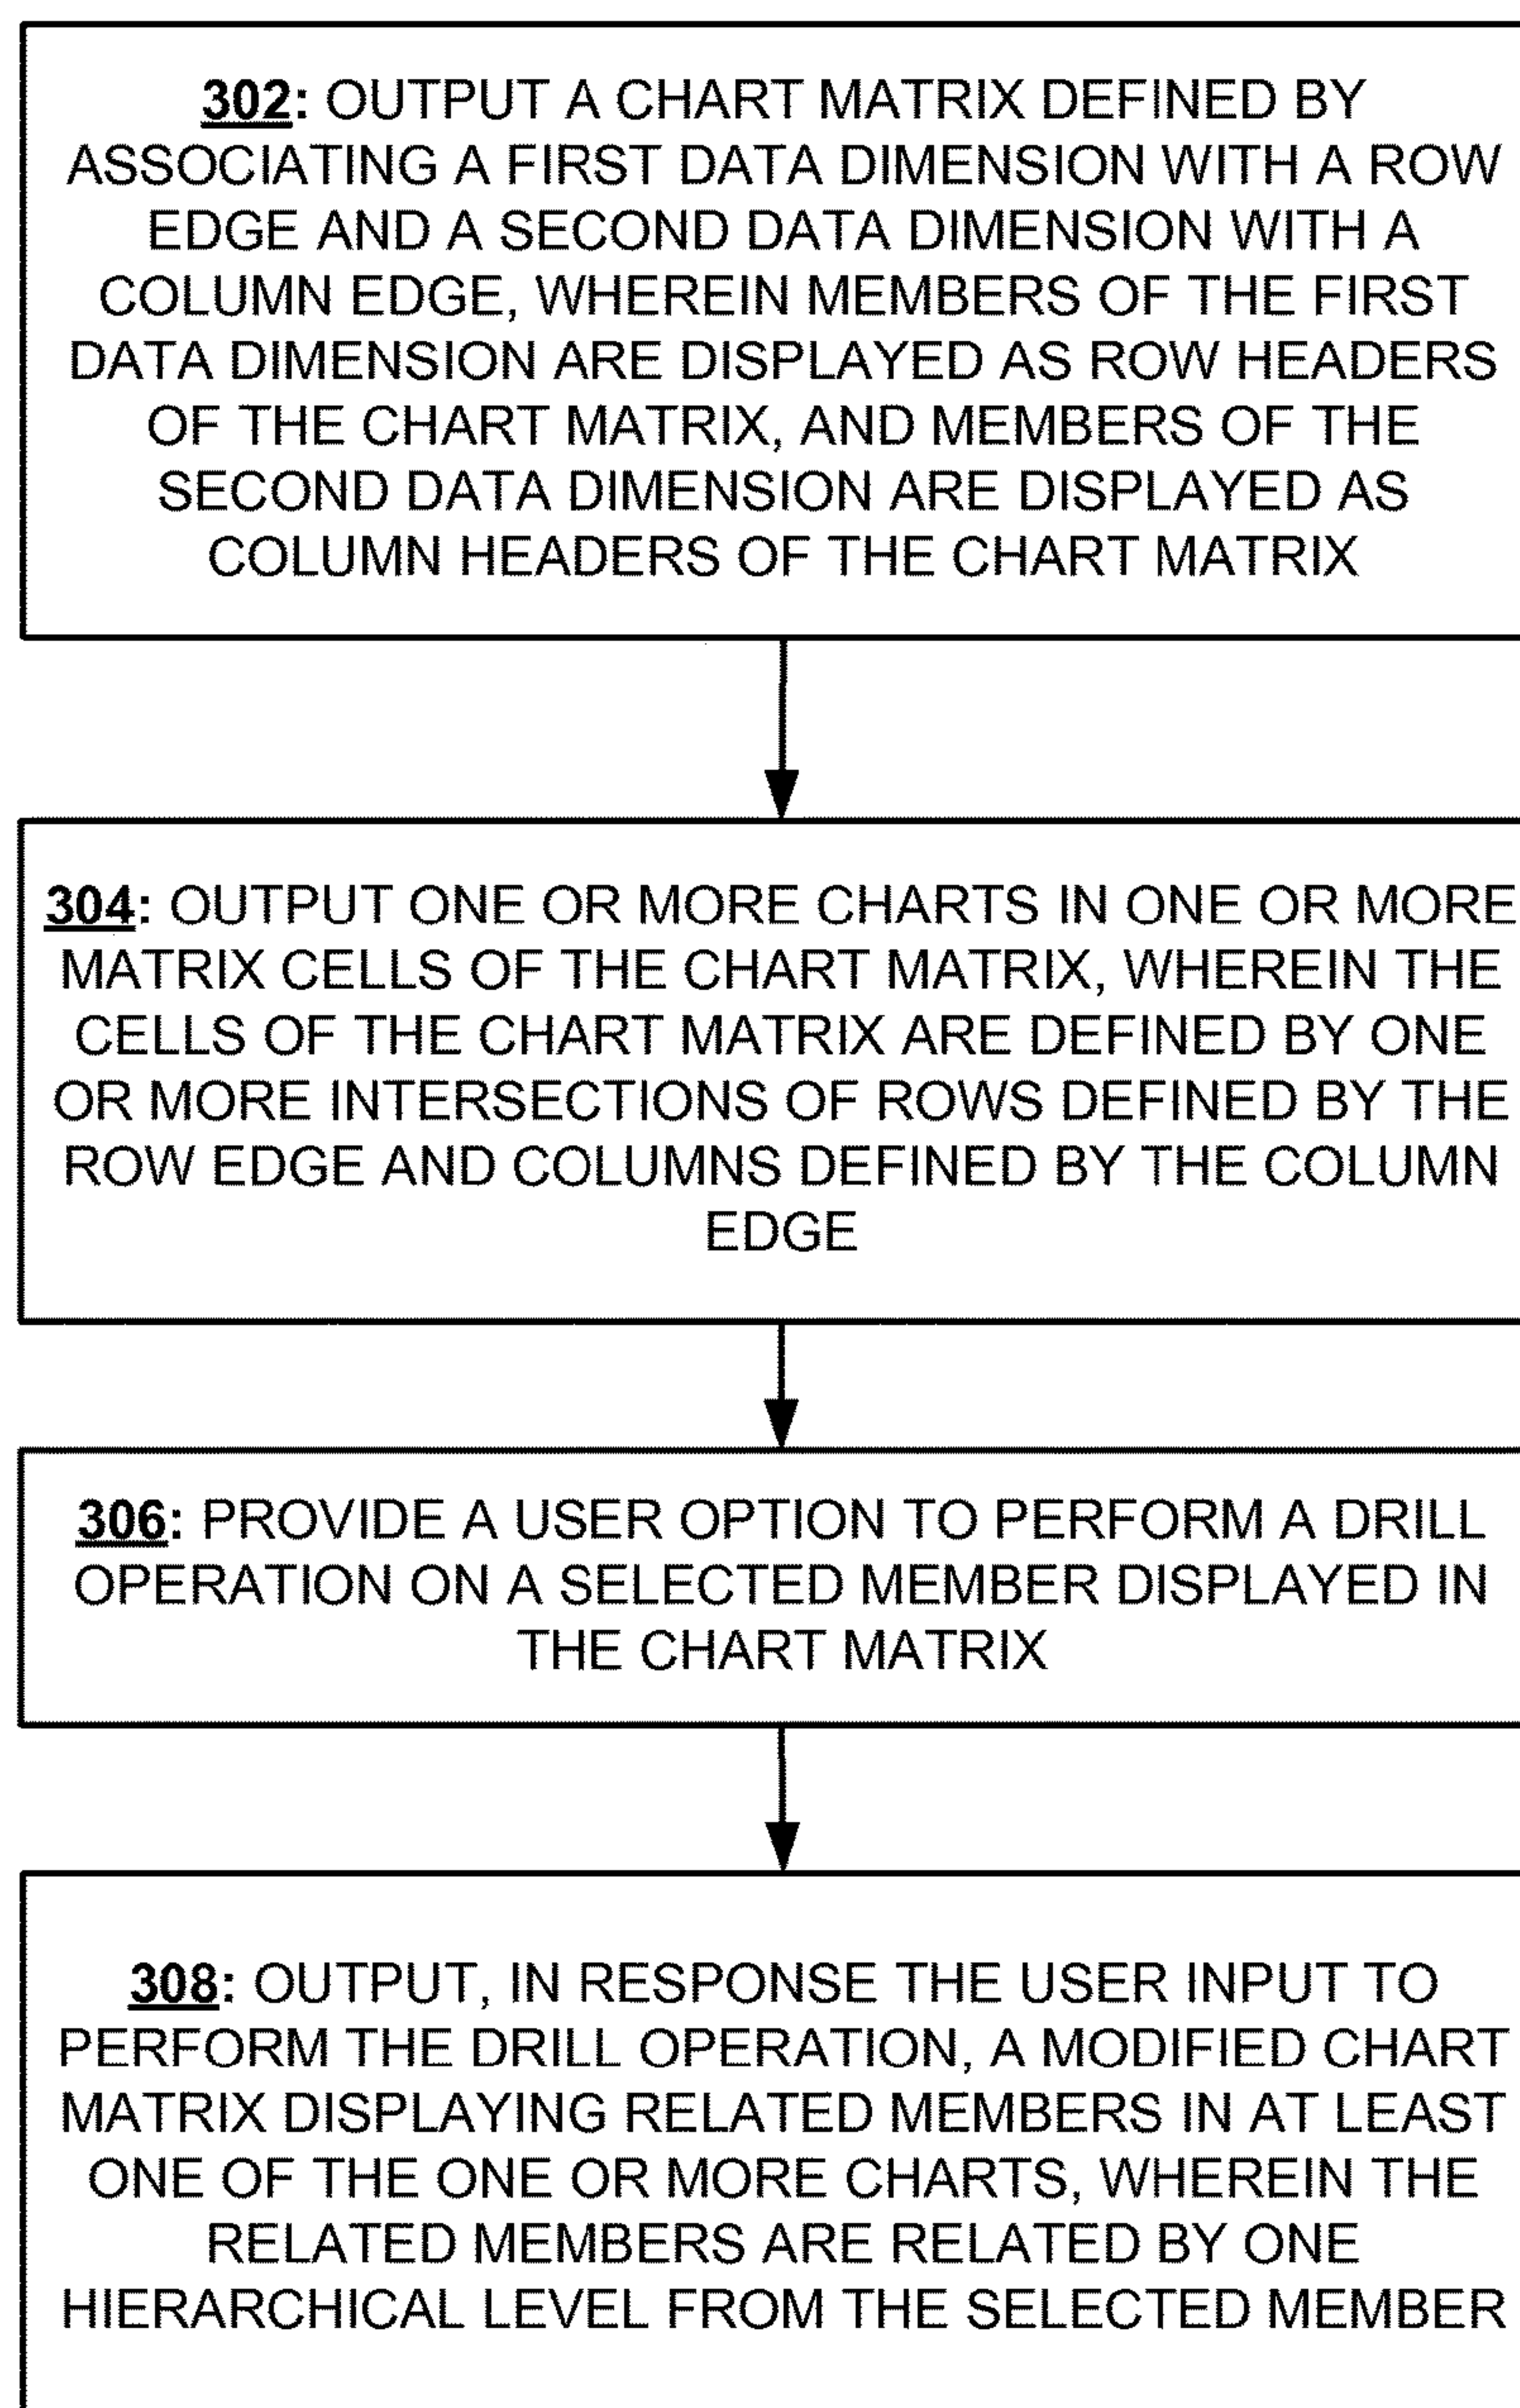 302: OUTPUT A CHART MATRIX DEFINED BY
ASSOCIATING A FIRST DATA DIMENSION WITH A ROW
EDGE AND A SECOND DATA DIMENSION WITH A
COLUMN EDGE, WHEREIN MEMBERS OF THE FIRST
DATA DIMENSION ARE DISPLAYED AS ROW HEADERS
OF THE CHART MATRIX, AND MEMBERS OF THE
SECOND DATA DIMENSION ARE DISPLAYED AS
COLUMN HEADERS OF THE CHART MATRIX
304: OUTPUT ONE OR MORE CHARTS IN ONE OR MORE
MATRIX CELLS OF THE CHART MATRIX, WHEREIN THE
CELLS OF THE CHART MATRIX ARE DEFINED BY ONE
OR MORE INTERSECTIONS OF ROWS DEFINED BY THE
ROW EDGE AND COLUMNS DEFINED BY THE COLUMN
EDGE
306: PROVIDE A USER OPTION TO PERFORM A DRILL
OPERATION ON A SELECTED MEMBER DISPLAYED IN
THE CHART MATRIX
308: OUTPUT, IN RESPONSE THE USER INPUT TO
PERFORM THE DRILL OPERATION, A MODIFIED CHART
MATRIX DISPLAYING RELATED MEMBERS IN AT LEAST
ONE OF THE ONE OR MORE CHARTS, WHEREIN THE
RELATED MEMBERS ARE RELATED BY ONE
HIERARCHICAL LEVEL FROM THE SELECTED MEMBER